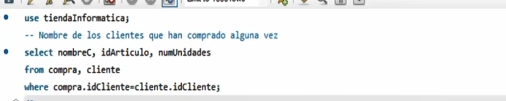 use tiendaInformatica;
-- Nombre de los clientes que han comprado alguna vez
select nombreC, idArticulo, numUnidades
from compra, cliente
where compra.idCliente=cliente.idCliente;